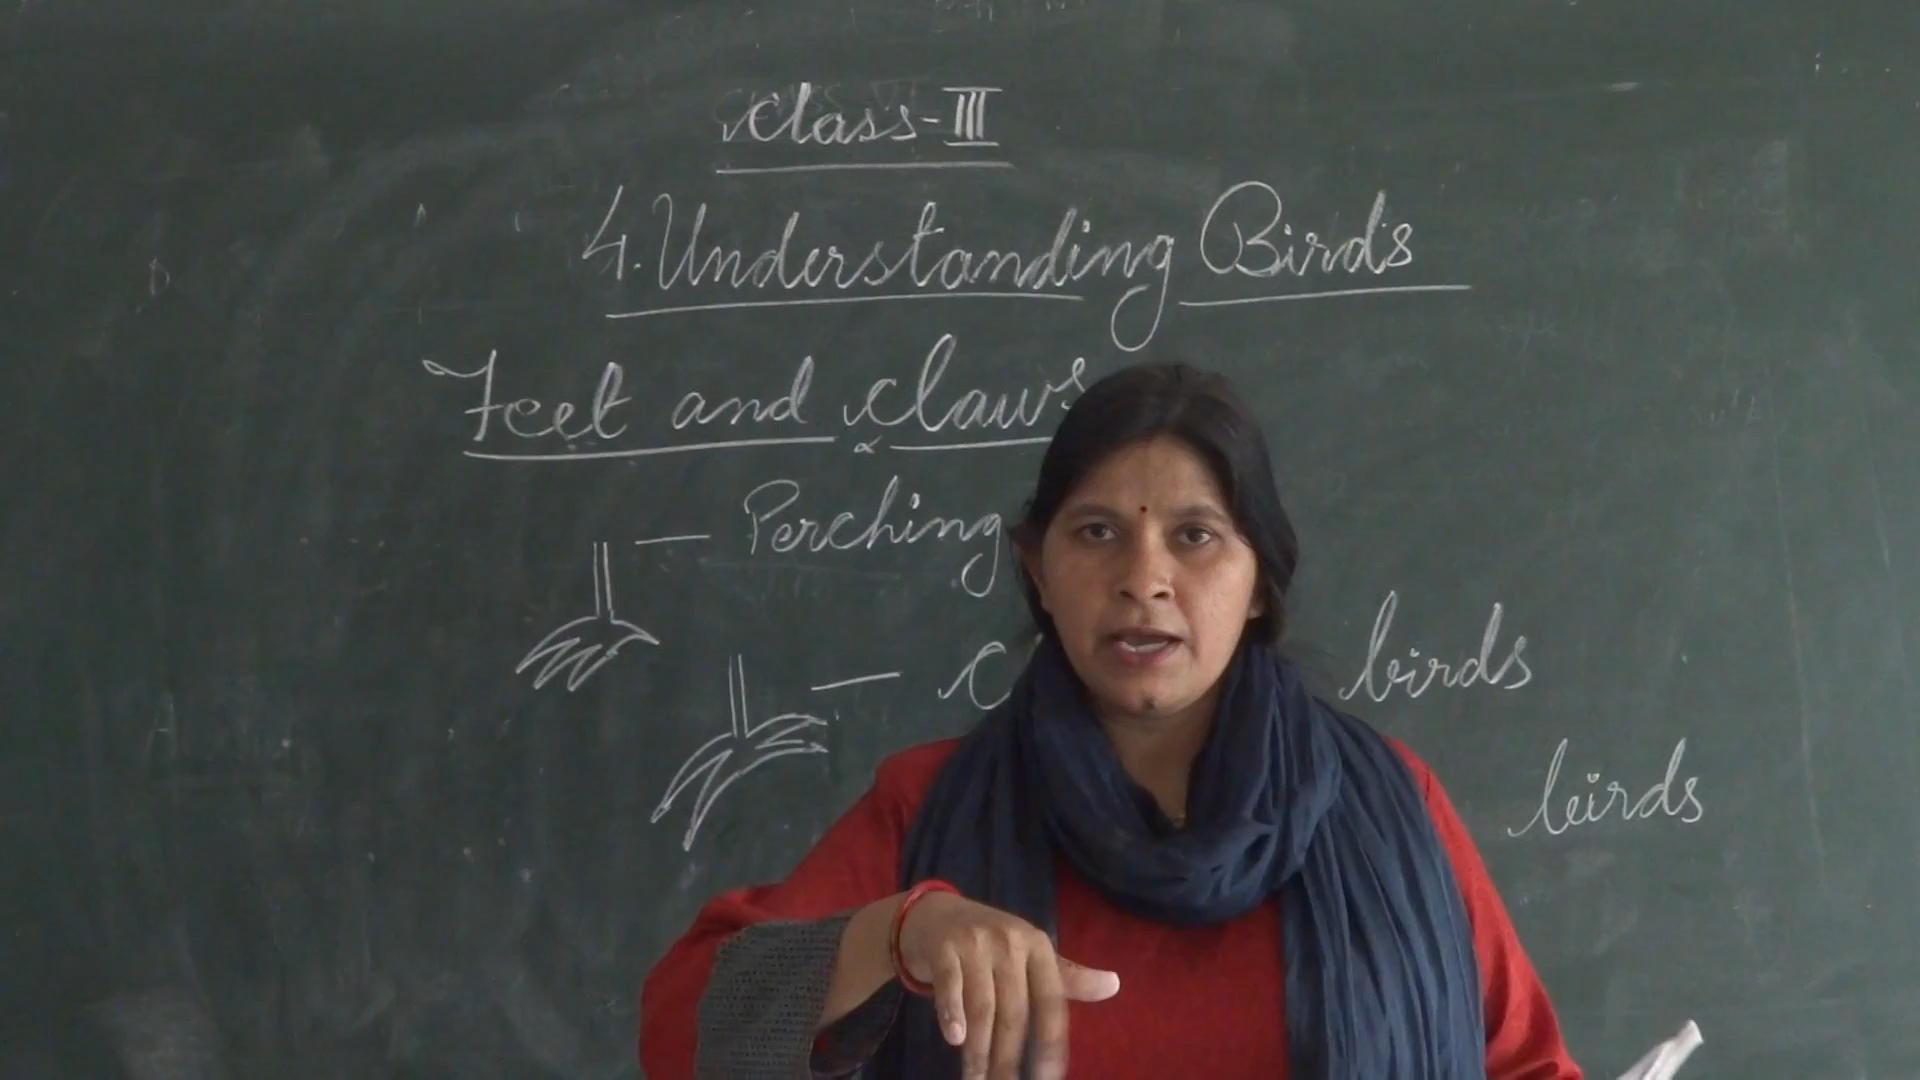 Class-III
4. Understanding Birds
Feet and claws
Perching
birds
birds